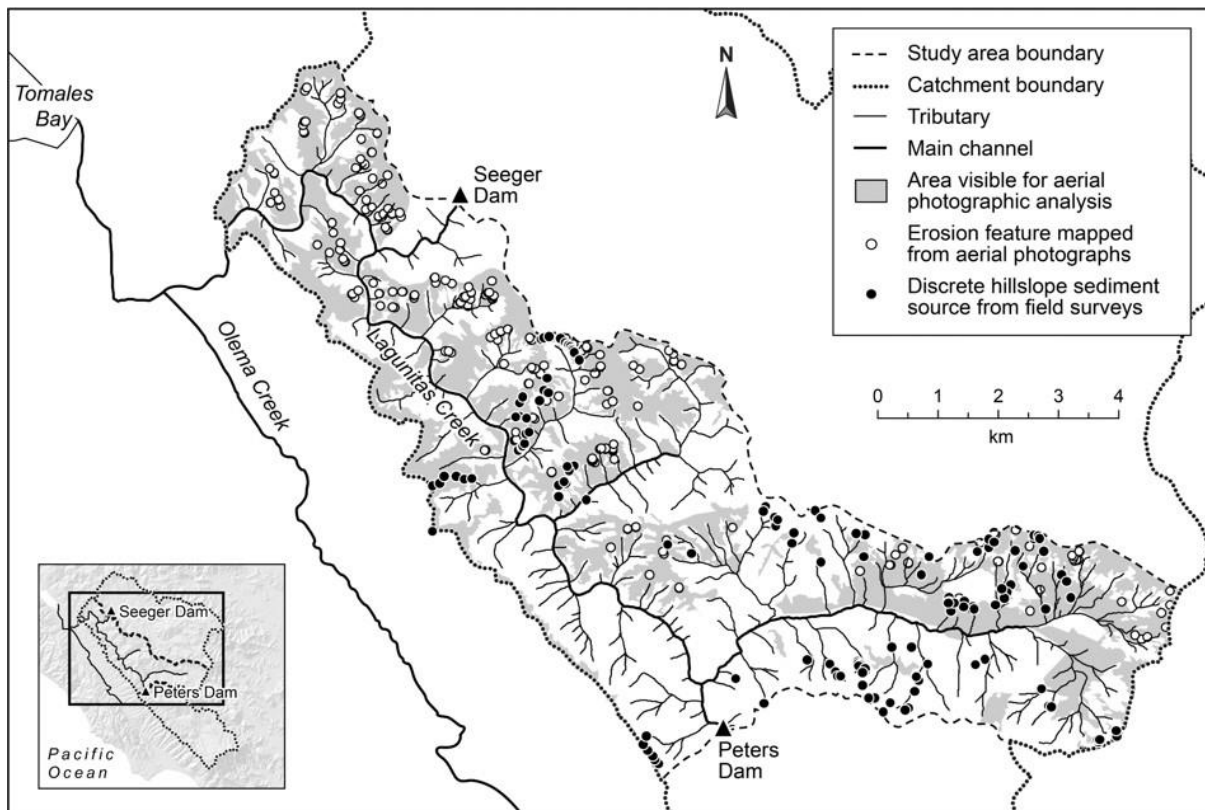 Tomales
Bay
Seeger
Dam
N
Study area boundary
Catchment boundary
Tributary
Main channel
Area visible for aerial
photographic analysis
Erosion feature mapped
from aerial photographs
Discrete hillslope sediment
source from field surveys
0 1 2 3 4
km
Olema Creek
Lagunitas Creek
Peters
Dam
Seeger Dam
Peters Dam
Pacific
Ocean